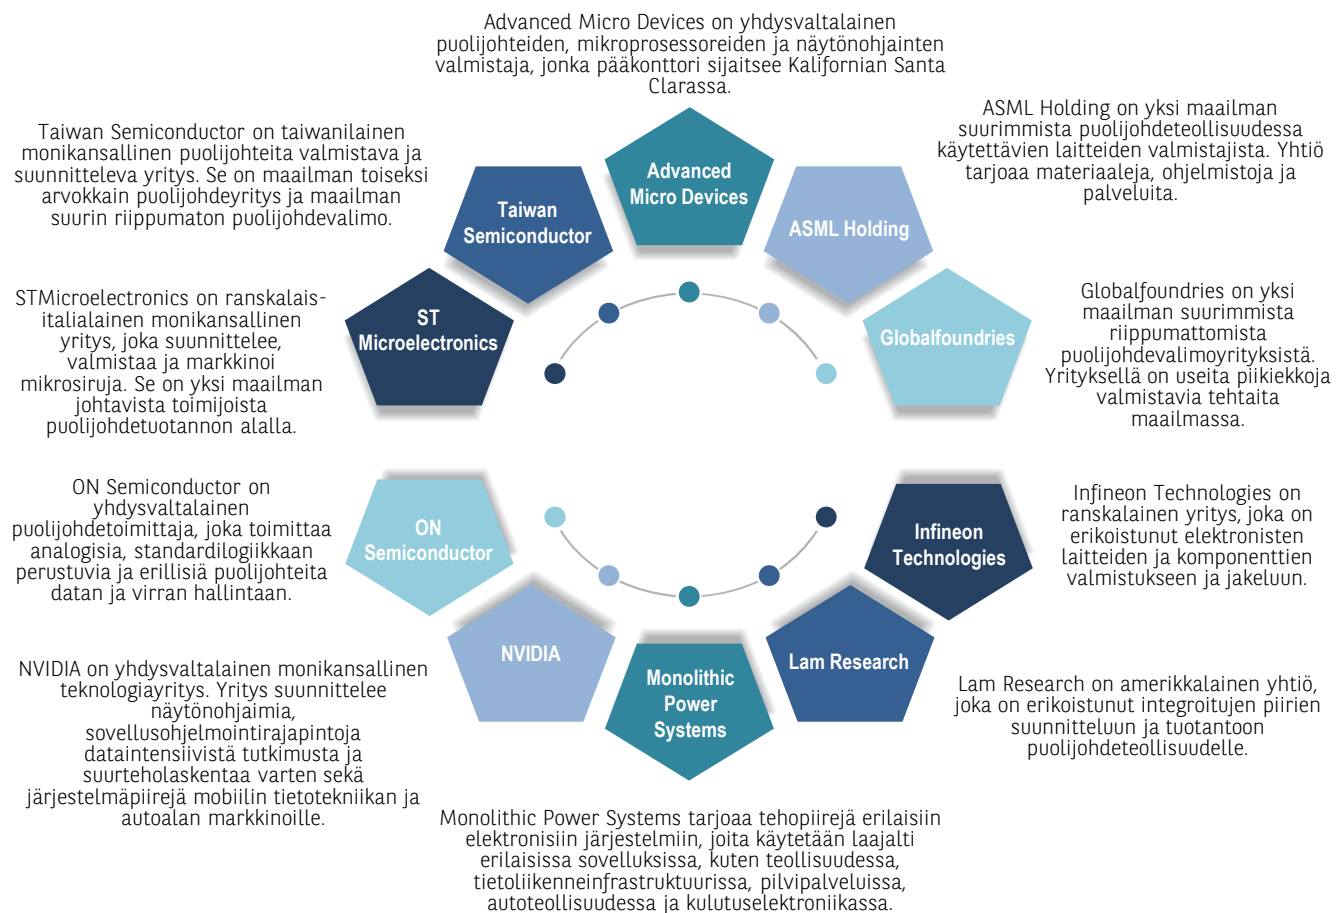 Advanced Micro Devices on yhdysvaltalainen
puolijohteiden, mikroprosessoreiden ja näytönohjainten
valmistaja, jonka pääkonttori sijaitsee Kalifornian Santa
Clarassa.
Taiwan Semiconductor on taiwanilainen
monikansallinen puolijohteita valmistava ja
suunnitteleva yritys. Se on maailman toiseksi
arvokkain puolijohdeyritys ja maailman
suurin riippumaton puolijohdevalimo.
ASML Holding on yksi maailman
suurimmista puolijohdeteollisuudessa
käytettävien laitteiden valmistajista. Yhtiö
tarjoaa materiaaleja, ohjelmistoja ja
palveluita.
Advanced
Micro Devices
Taiwan
Semiconductor
ASML Holding
STMicroelectronics on ranskalais-
italialainen monikansallinen
yritys, joka suunnittelee,
valmistaa ja markkinoi
mikrosiruja. Se on yksi maailman
johtavista toimijoista
puolijohdetuotannon alalla.
ST
Microelectronics
Globalfoundries
Globalfoundries on yksi
maailman suurimmista
riippumattomista
puolijohdevalimoyrityksistä.
Yrityksellä on useita piikiekkoja
valmistavia tehtaita
maailmassa.
ON Semiconductor on
yhdysvaltalainen
puolijohdetoimittaja, joka toimittaa
analogisia, standardilogiikkaan
perustuvia ja erillisiä puolijohteita
datan ja virran hallintaan.
ON
Semiconductor
Infineon
Technologies
Infineon Technologies on
ranskalainen yritys, joka on
erikoistunut elektronisten
laitteiden ja komponenttien
valmistukseen ja jakeluun.
NVIDIA
Monolithic
Power
Systems
Lam Research
NVIDIA on yhdysvaltalainen monikansallinen
teknologiayritys. Yritys suunnittelee
näytönohjaimia,
sovellusohjelmointirajapintoja
dataintensiivistä tutkimusta ja
suurteholaskentaa varten sekä
järjestelmäpiirejä mobiilin tietotekniikan ja
autoalan markkinoille.
Lam Research on amerikkalainen yhtiö,
joka on erikoistunut integroitujen piirien
suunnitteluun ja tuotantoon
puolijohdeteollisuudelle.
Monolithic Power Systems tarjoaa tehopiirejä erilaisiin
elektronisiin järjestelmiin, joita käytetään laajalti
erilaisissa sovelluksissa, kuten teollisuudessa,
tietoliikenneinfrastruktuurissa, pilvipalveluissa,
autoteollisuudessa ja kulutuselektroniikassa.